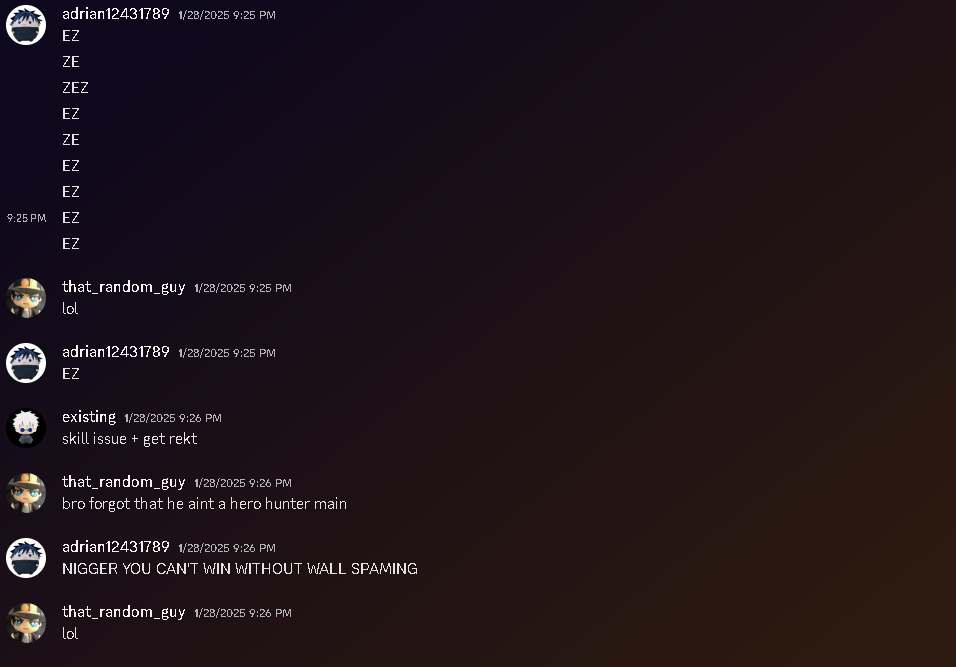 adrian12431789 1/28/2025 9:25 PM
EZ
ZE
ZEZ
EZ
ZE
EZ
EZ
9:25 PM EZ
EZ
that_random_guy 1/28/2025 9:25 PM
lol
adrian12431789 1/28/2025 9:25 PM
EZ
existing 1/28/2025 9:26 PM
skill issue + get rekt
that_random_guy 1/28/2025 9:26 PM
bro forgot that he aint a hero hunter main
adrian12431789 1/28/2025 9:26 PM
NIGGER YOU CAN'T WIN WITHOUT WALL SPAMING
that_random_guy 1/28/2025 9:26 PM
lol